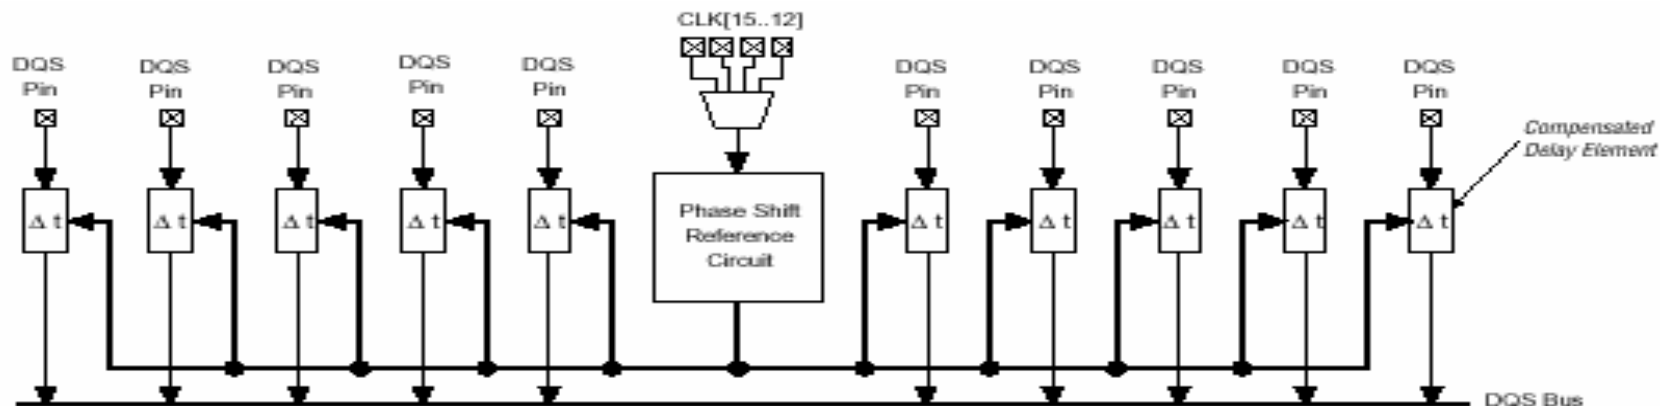 CLK[15..12]
DQS
Pin
DQS
Pin
DQS
Pin
DQS
Pin
DQS
Pin
DQS
Pin
DQS
Pin
DQS
Pin
DQS
Pin
DQS
Pin
Compensated
Delay Element
Δ t
Δ t
Δ t
Δ t
Δ t
Phase Shift
Reference
Circuit
Δ t
Δ t
Δ t
Δ t
Δ t
DQS Bus